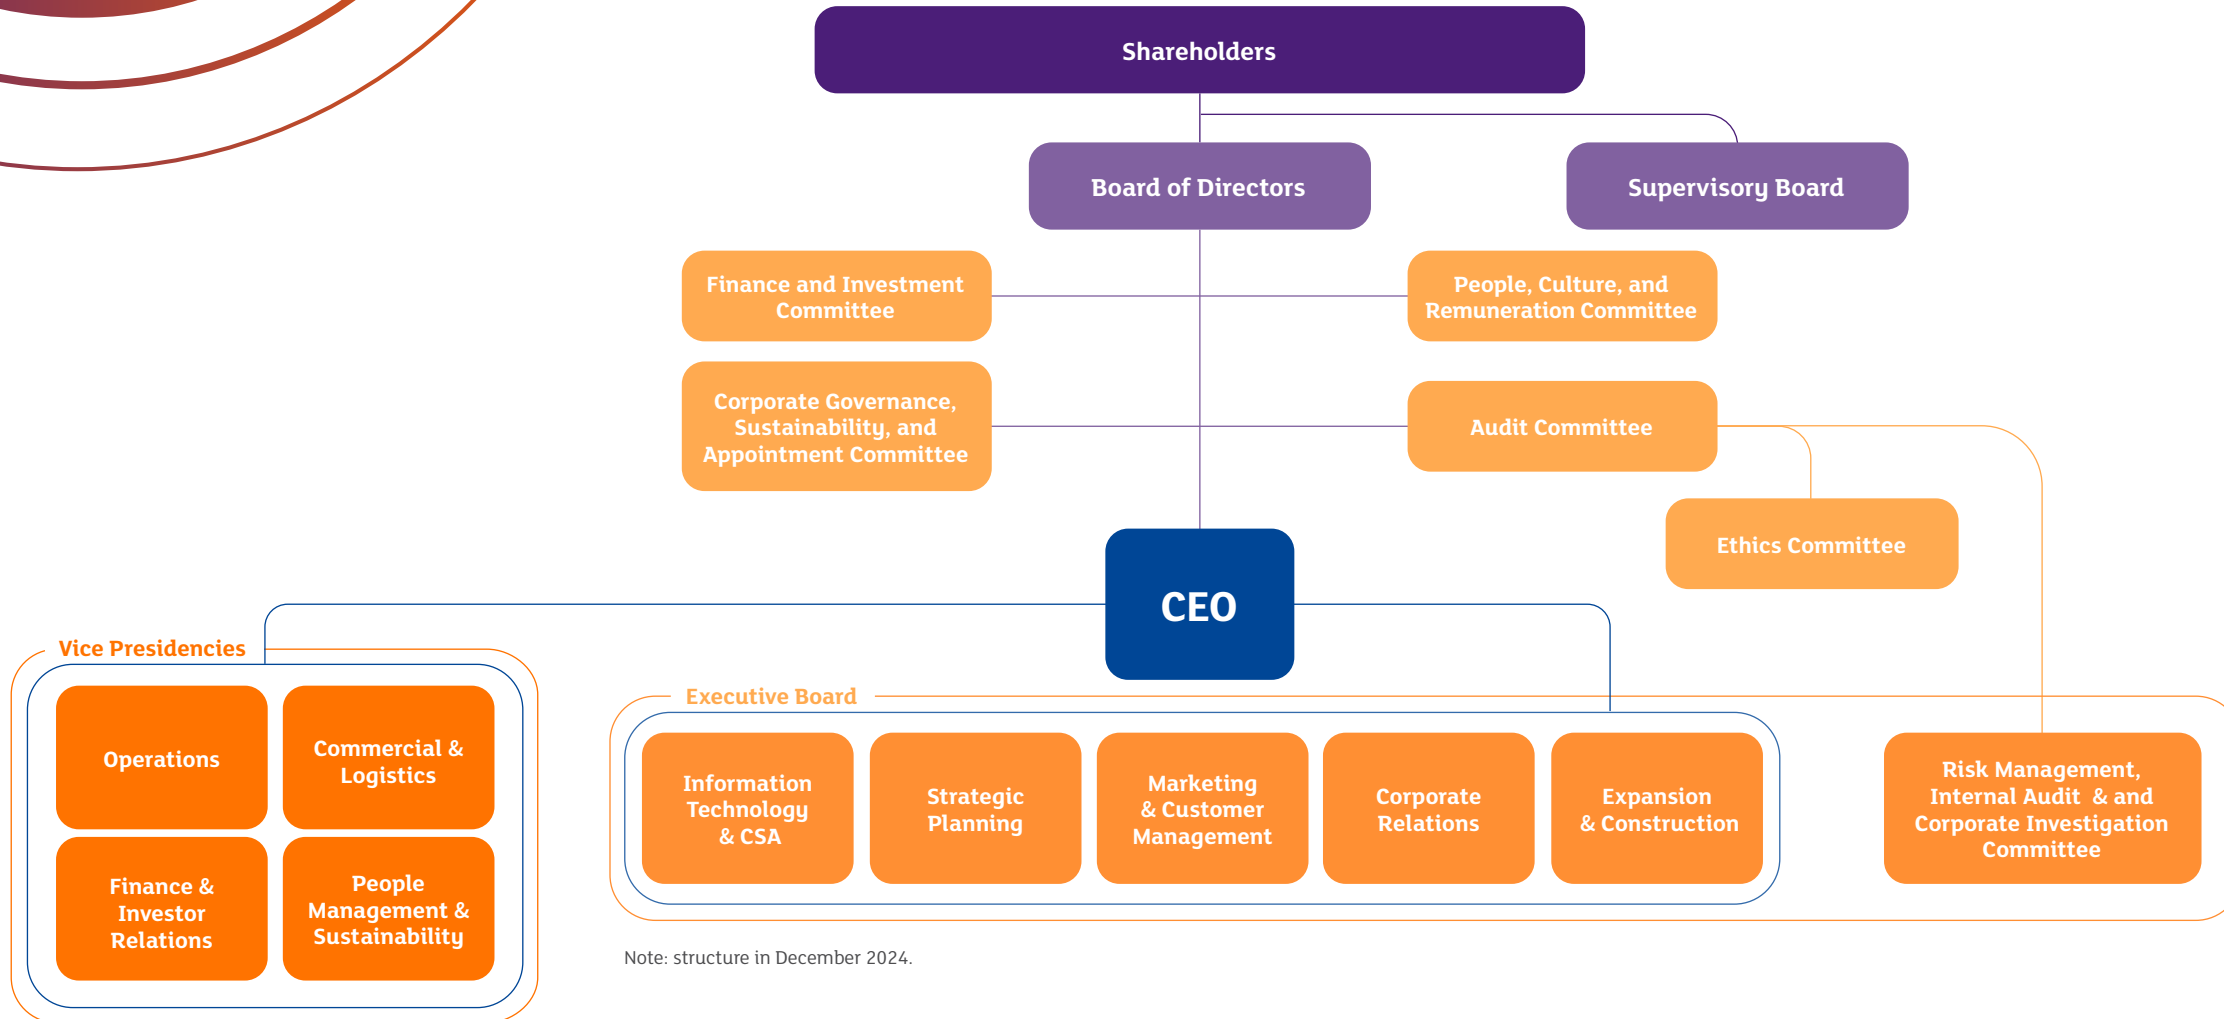 Shareholders
Board of Directors
Supervisory Board
Finance and Investment
Committee
People, Culture, and
Remuneration Committee
Corporate Governance,
Sustainability, and
Appointment Committee
Audit Committee
Ethics Committee
CEO
Vice Presidencies
Operations
Commercial &
Logistics
Finance &
Investor
Relations
People
Management &
Sustainability
Executive Board
Information
Technology
& CSA
Strategic
Planning
Marketing
& Customer
Management
Corporate
Relations
Expansion
& Construction
Risk Management,
Internal Audit & and
Corporate Investigation
Committee
Note: structure in December 2024.